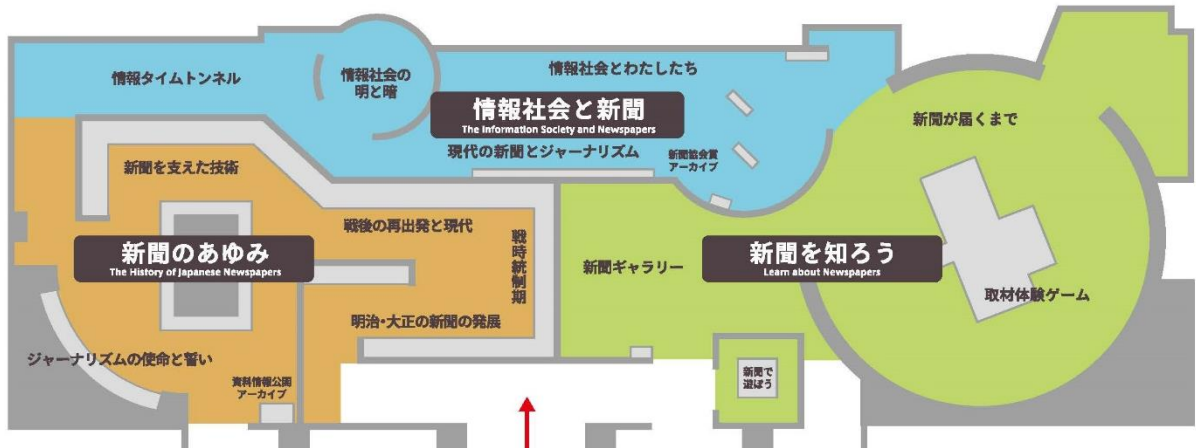 情報タイムトンネル
情報社会の
明と暗
情報社会とわたしたち
情報社会と新聞
The Information Society and Newspapers
現代の新聞とジャーナリズム
新聞協会賞
アーカイブ
新聞が届くまで
新聞を支えた技術
戦後の再出発と現代
戦時統制期
新聞のあゆみ
The History of Japanese Newspapers
新聞ギャラリー
新聞を知ろう
Learn about Newspapers
取材体験ゲーム
明治・大正の新聞の発展
ジャーナリズムの使命と誓い
資料情報公開
アーカイブ
新聞で
遊ぼう